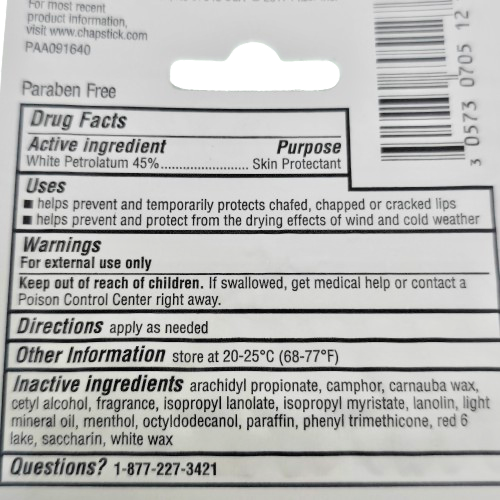 For most recent
product information,
visit www.chapstick.com
PAA091640
3 0573 0705 12
Paraben Free
Drug Facts
Active ingredient Purpose
White Petrolatum 45%............................ Skin Protectant
Uses
■ helps prevent and temporarily protects chafed, chapped or cracked lips
■ helps prevent and protect from the drying effects of wind and cold weather
Warnings
For external use only
Keep out of reach of children. If swallowed, get medical help or contact a
Poison Control Center right away.
Directions apply as needed
Other Information store at 20-25°C (68-77°F)
Inactive ingredients arachidyl propionate, camphor, carnauba wax,
cetyl alcohol, fragrance, isopropyl lanolate, isopropyl myristate, lanolin, light
mineral oil, menthol, octyldodecanol, paraffin, phenyl trimethicone, red 6
lake, saccharin, white wax
Questions? 1-877-227-3421